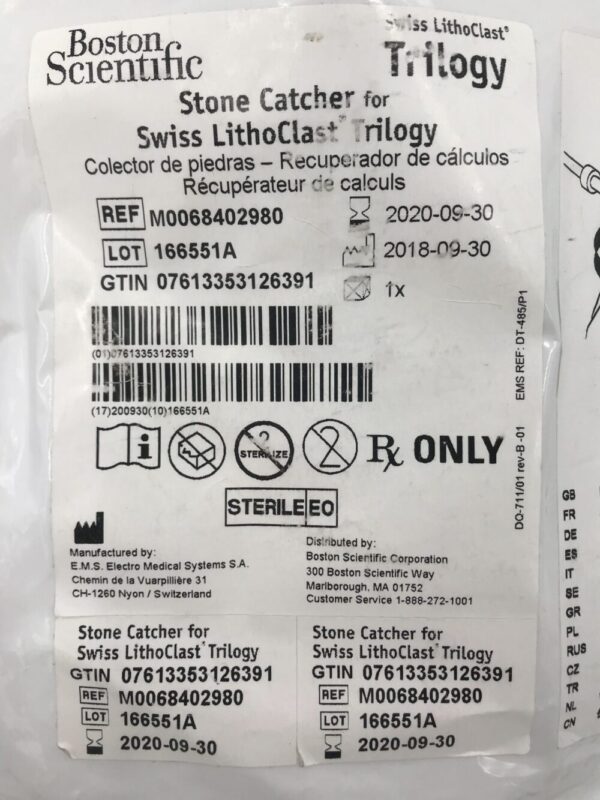 Boston
Scientific
Swiss LithoClast®
Trilogy
Stone Catcher for
Swiss LithoClast® Trilogy
Colector de piedras – Recuperador de cálculos
Récupérateur de calculs
REF M0068402980
2020-09-30
LOT 166551A
2018-09-30
GTIN 07613353126391
1x
(01)07613353126391
(17)200930(10)166551A
EMS REF: DT-485/P1
DO-711/01 rev-B -01
i
2
STERILIZE
2
Rx ONLY
STERILE EO
Manufactured by:
E.M.S. Electro Medical Systems S.A.
Chemin de la Vuarpillière 31
CH-1260 Nyon / Switzerland
Distributed by:
Boston Scientific Corporation
300 Boston Scientific Way
Marlborough, MA 01752
Customer Service 1-888-272-1001
Stone Catcher for
Swiss LithoClast® Trilogy
GTIN 07613353126391
REF M0068402980
LOT 166551A
2020-09-30
Stone Catcher for
Swiss LithoClast® Trilogy
GTIN 07613353126391
REF M0068402980
LOT 166551A
2020-09-30
GB
FR
DE
ES
IT
SE
GR
PL
RUS
CZ
TR
NL
CN